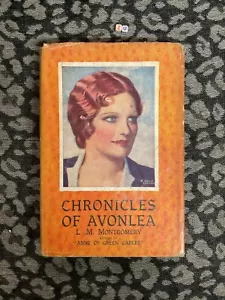 CHRONICLES
OF AVONLEA
L. M. MONTGOMERY
"ANNE OF GREEN GABLES"